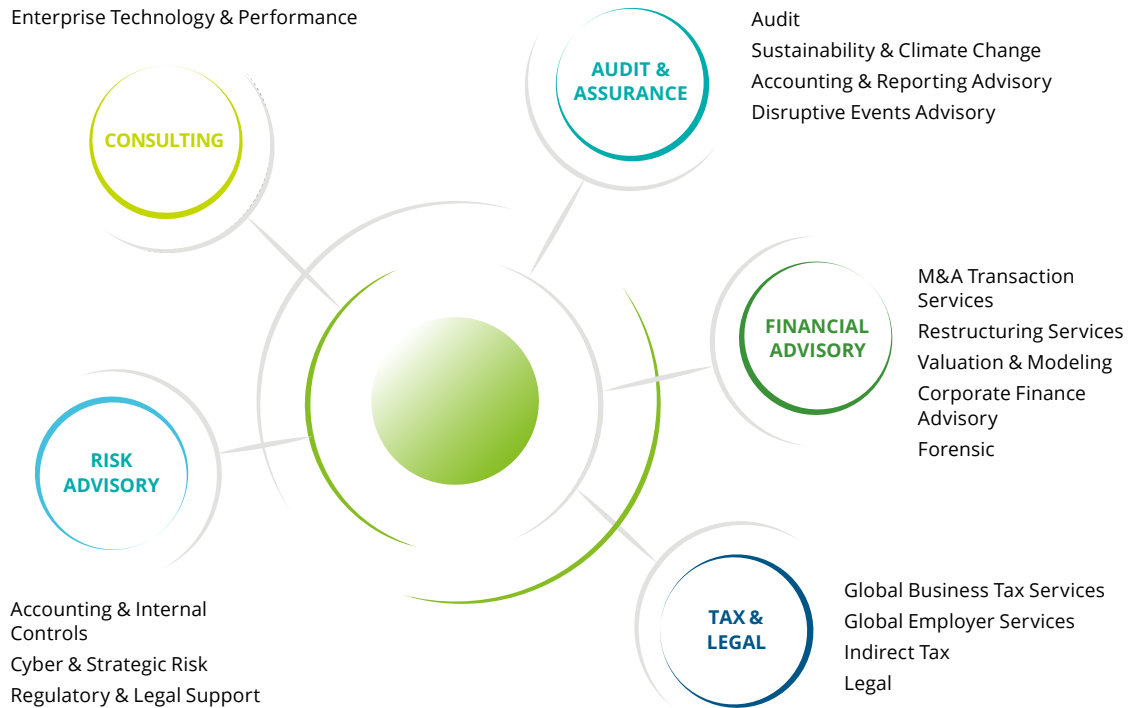 Enterprise Technology & Performance
CONSULTING
AUDIT &
ASSURANCE
Audit
Sustainability & Climate Change
Accounting & Reporting Advisory
Disruptive Events Advisory
FINANCIAL
ADVISORY
M&A Transaction
Services
Restructuring Services
Valuation & Modeling
Corporate Finance
Advisory
Forensic
RISK
ADVISORY
Accounting & Internal
Controls
Cyber & Strategic Risk
Regulatory & Legal Support
TAX &
LEGAL
Global Business Tax Services
Global Employer Services
Indirect Tax
Legal